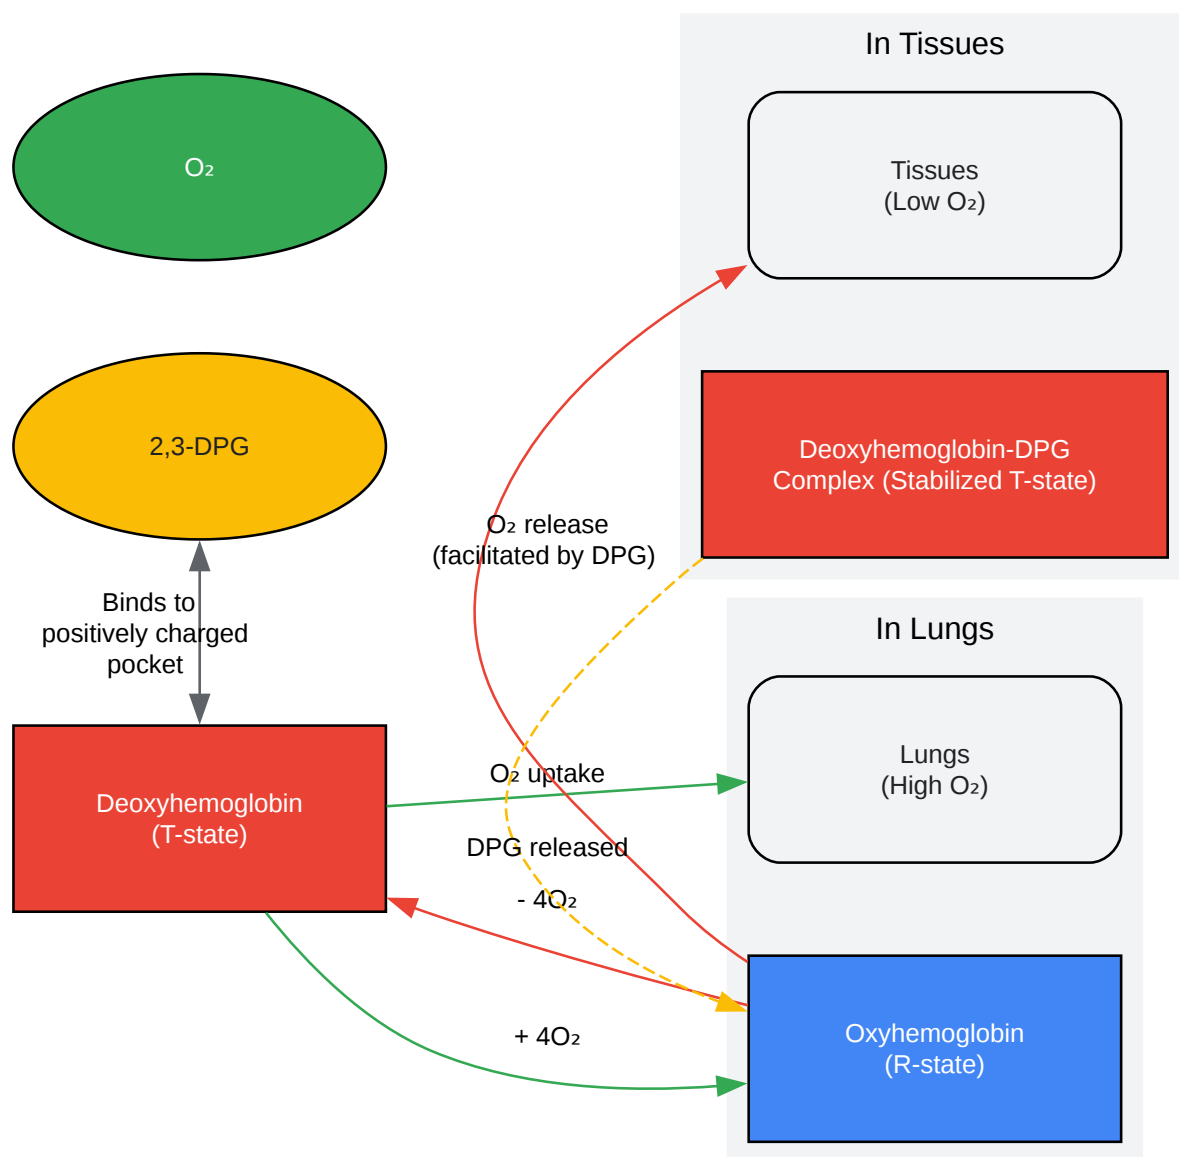 In Tissues
O₂
Tissues
(Low O₂)
2,3-DPG
Deoxyhemoglobin-DPG
Complex (Stabilized T-state)
O₂ release
(facilitated by DPG)
Binds to
positively charged
pocket
In Lungs
Deoxyhemoglobin
(T-state)
O₂ uptake
Lungs
(High O₂)
DPG released
- 4O₂
+ 4O₂
Oxyhemoglobin
(R-state)